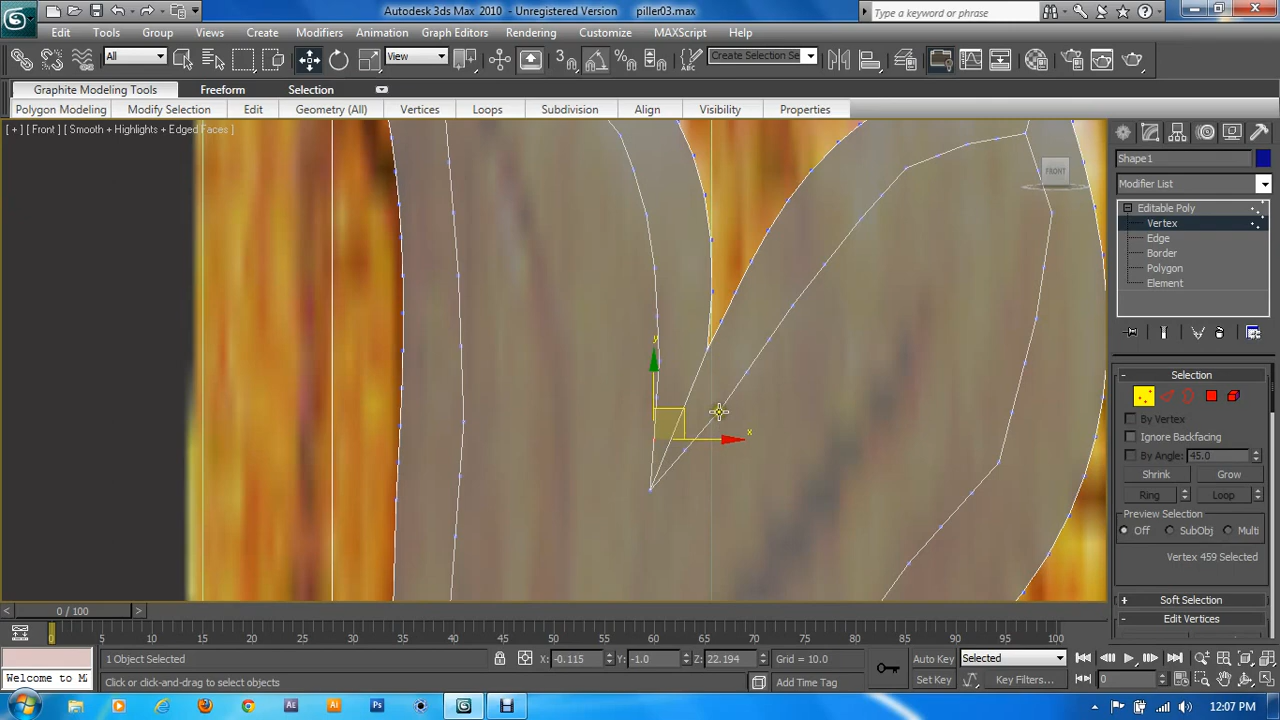 Autodesk 3ds Max 2010 - Unregistered Version piller03.max
Type a keyword or phrase
Edit Tools Group Views Create Modifiers Animation Graph Editors Rendering Customize MAXScript Help
All View Create Selection Se
Graphite Modeling Tools Freeform Selection
Polygon Modeling Modify Selection Edit Geometry (All) Vertices Loops Subdivision Align Visibility Properties
[ + ] [ Front ] [ Smooth + Highlights + Edged Faces ]
FRONT
y
x
Shape1
Modifier List
Editable Poly
Vertex
Edge
Border
Polygon
Element
Selection
By Vertex
Ignore Backfacing
By Angle: 45.0
Shrink Grow
Ring Loop
Preview Selection
Off SubObj Multi
Vertex 459 Selected
Soft Selection
Edit Vertices
0 / 100
0 5 10 15 20 25 30 35 40 45 50 55 60 65 70 75 80 85 90 95 100
1 Object Selected X: -0.115 Y: -1.0 Z: 22.194 Grid = 10.0 Auto Key Selected
Welcome to M Click or click-and-drag to select objects Add Time Tag Set Key Key Filters... 0
12:07 PM